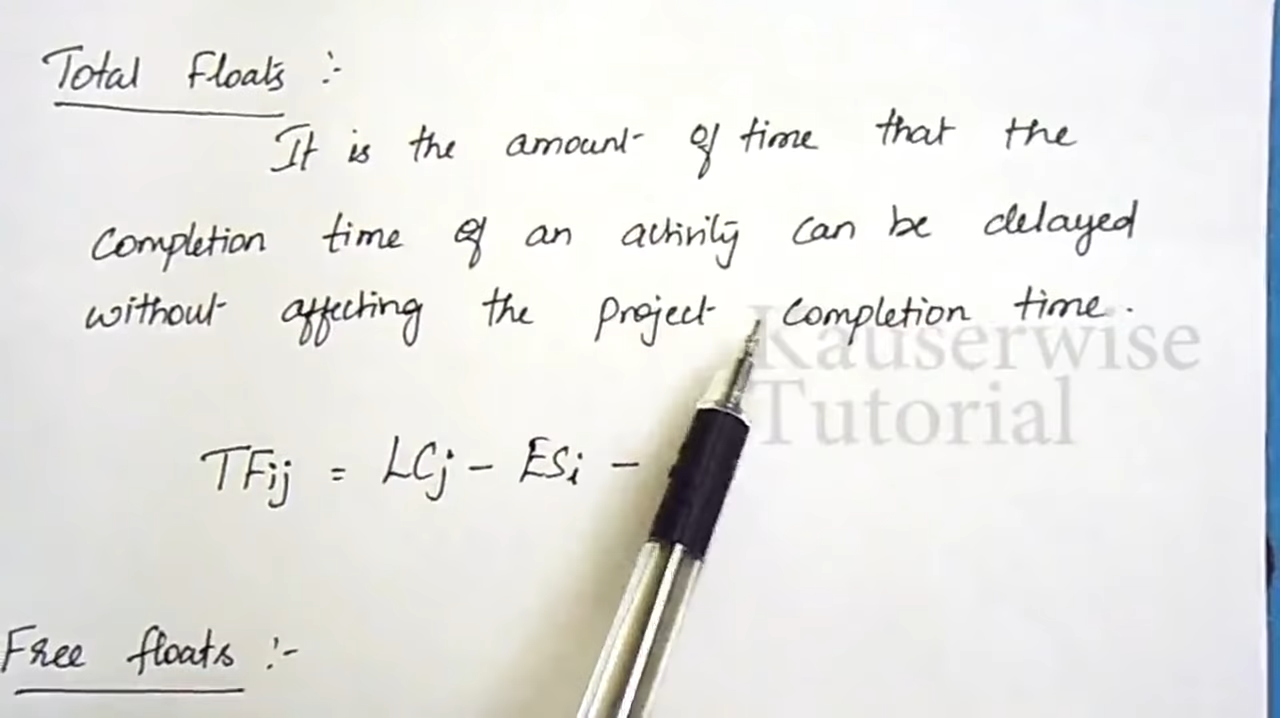 Total Floats :-
It is the amount of time that the
completion time of an activity can be delayed
without affecting the project completion time.
Kauserwise
Tutorial
TFij = LCj - ESi -
Free floats :-